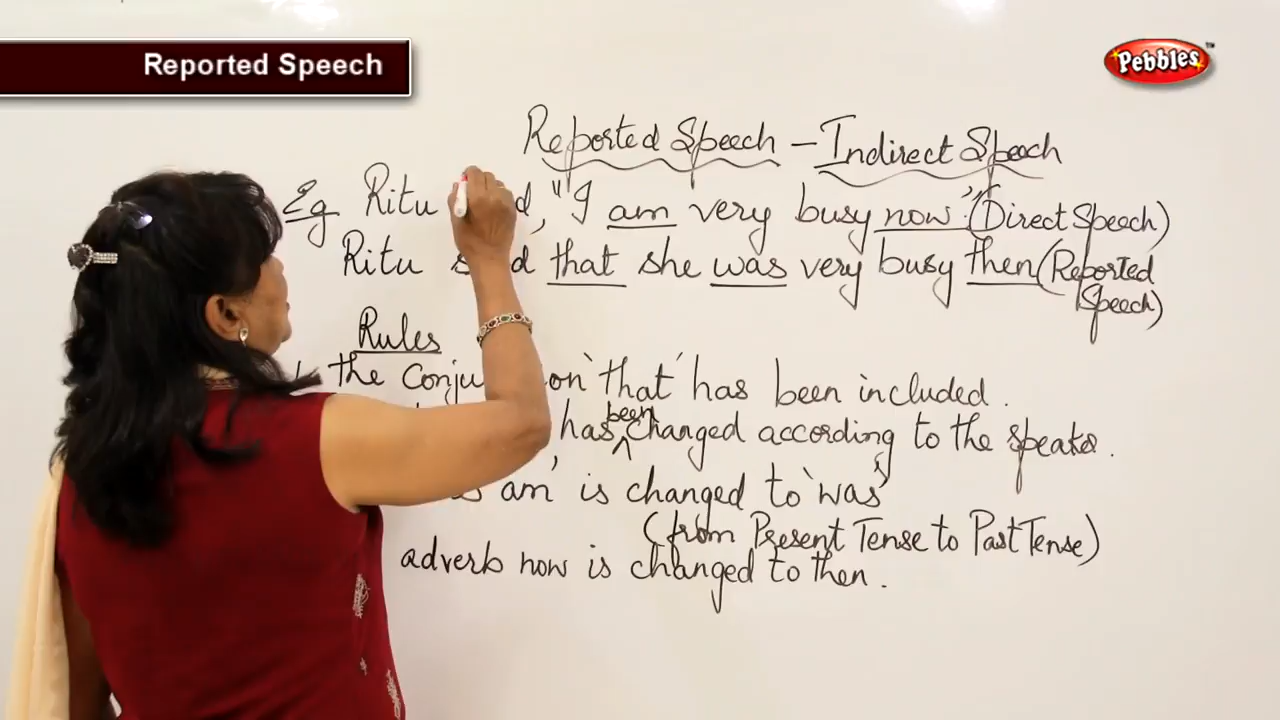 Reported Speech
Pebbles™
Reported Speech – Indirect Speech
Eg Ritu d, "I am very busy now." (Direct Speech)
Ritu s d that she was very busy then (Reported
Speech)
Rules
the conju on 'that' has been included.
been
has changed according to the speaker.
'am' is changed to 'was'
(from Present Tense to Past Tense)
adverb now is changed to then.